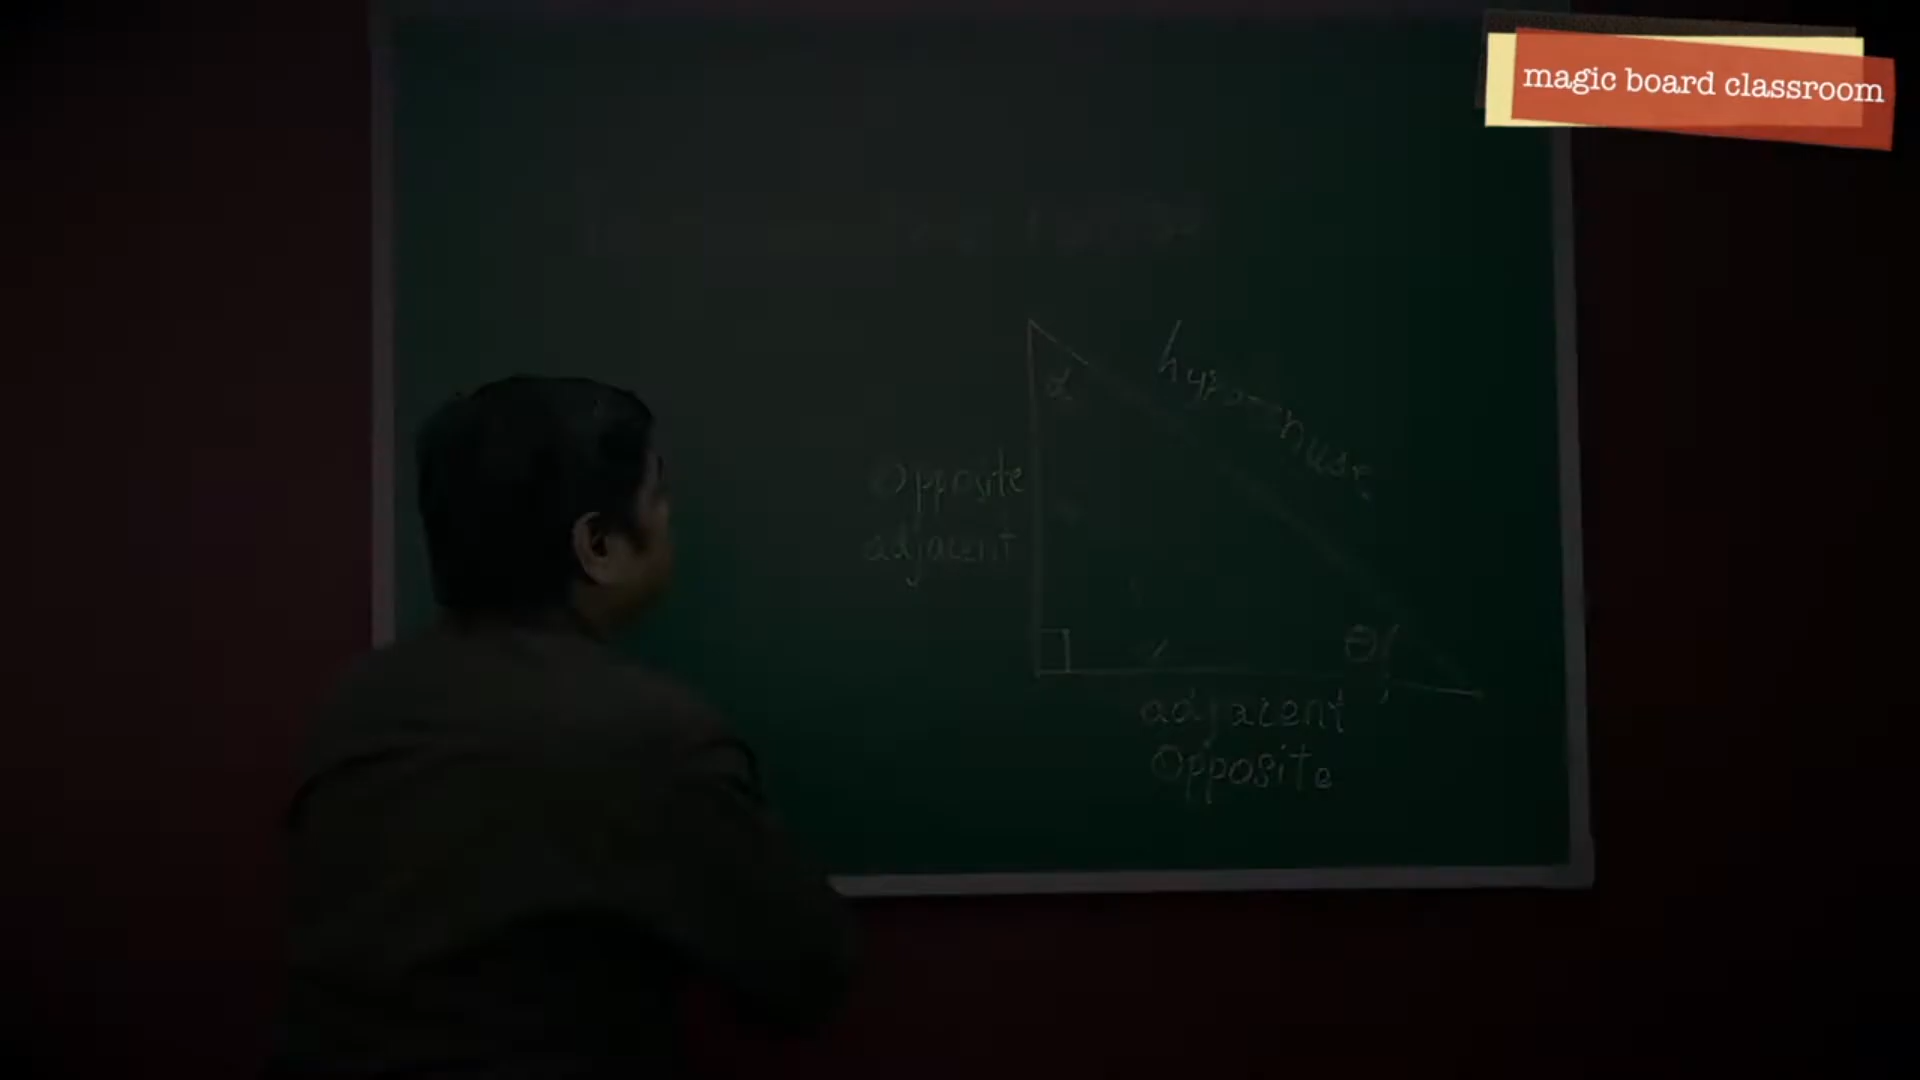 magic board classroom
hypotenuse
α
Opposite
adjacent
θ
adjacent
Opposite